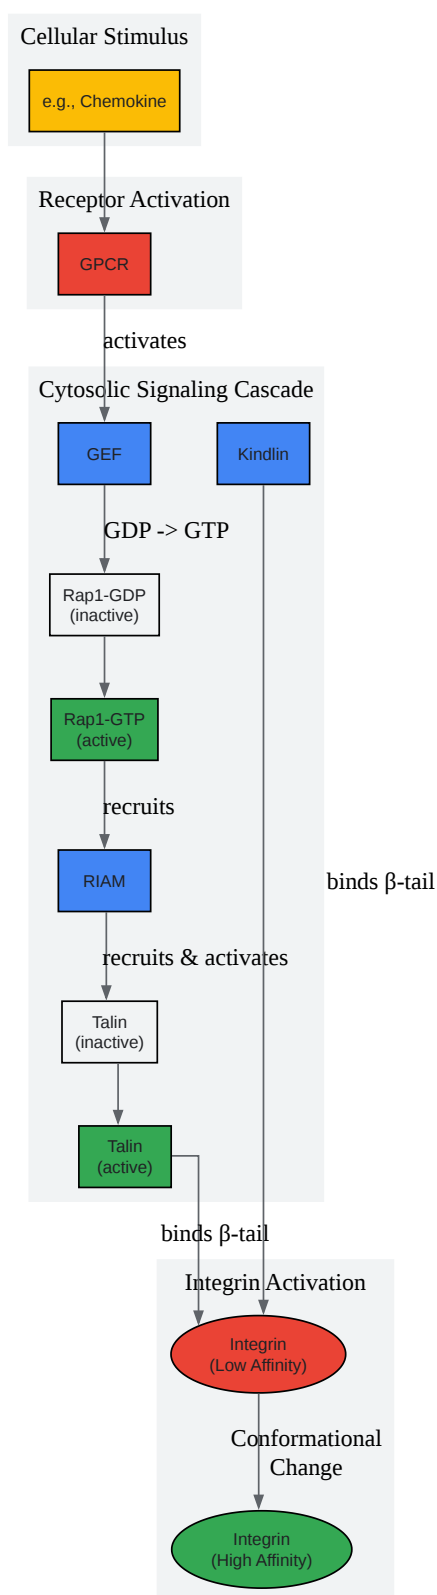 Cellular Stimulus
e.g., Chemokine
Receptor Activation
GPCR
activates
Cytosolic Signaling Cascade
GEF
Kindlin
GDP -> GTP
Rap1-GDP
(inactive)
Rap1-GTP
(active)
recruits
RIAM
binds β-tail
recruits & activates
Talin
(inactive)
Talin
(active)
binds β-tail
Integrin Activation
Integrin
(Low Affinity)
Conformational
Change
Integrin
(High Affinity)